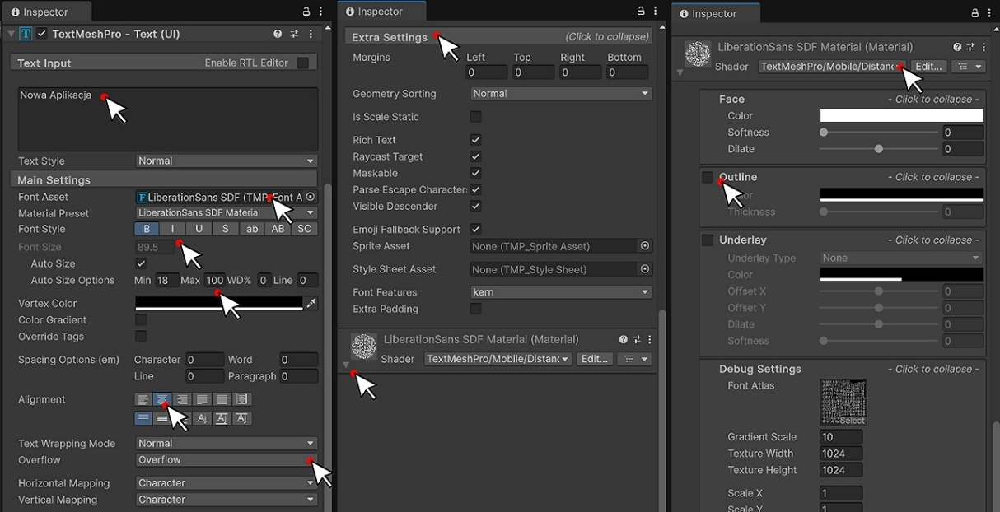 Inspector
TextMeshPro - Text (UI)
Text Input
Enable RTL Editor
Nowa Aplikacja
Text Style
Normal
Main Settings
Font Asset
LiberationSans SDF (TMP Font A
Material Preset
LiberationSans SDF Material
Font Style
B I U S ab AB SC
Font Size
89.5
Auto Size
Auto Size Options
Min 18 Max 100 WD% 0 Line 0
Vertex Color
Color Gradient
Override Tags
Spacing Options (em)
Character 0 Word 0
Line 0 Paragraph 0
Alignment
Text Wrapping Mode
Normal
Overflow
Overflow
Horizontal Mapping
Character
Vertical Mapping
Character
Inspector
Extra Settings
(Click to collapse)
Margins
Left Top Right Bottom
0 0 0 0
Geometry Sorting
Normal
Is Scale Static
Rich Text
Raycast Target
Maskable
Parse Escape Characters
Visible Descender
Emoji Fallback Support
Sprite Asset
None (TMP_Sprite Asset)
Style Sheet Asset
None (TMP_Style Sheet)
Font Features
kern
Extra Padding
LiberationSans SDF Material (Material)
Shader
TextMeshPro/Mobile/Distanc
Edit...
Inspector
LiberationSans SDF Material (Material)
Shader
TextMeshPro/Mobile/Distanc
Edit...
Face
- Click to collapse -
Color
Softness
0
Dilate
0
Outline
- Click to collapse -
Thickness
0
Underlay
- Click to collapse -
Underlay Type
None
Color
Offset X
0
Offset Y
0
Dilate
0
Softness
0
Debug Settings
- Click to collapse -
Font Atlas
Select
Gradient Scale
10
Texture Width
1024
Texture Height
1024
Scale X
1
Scale Y
1